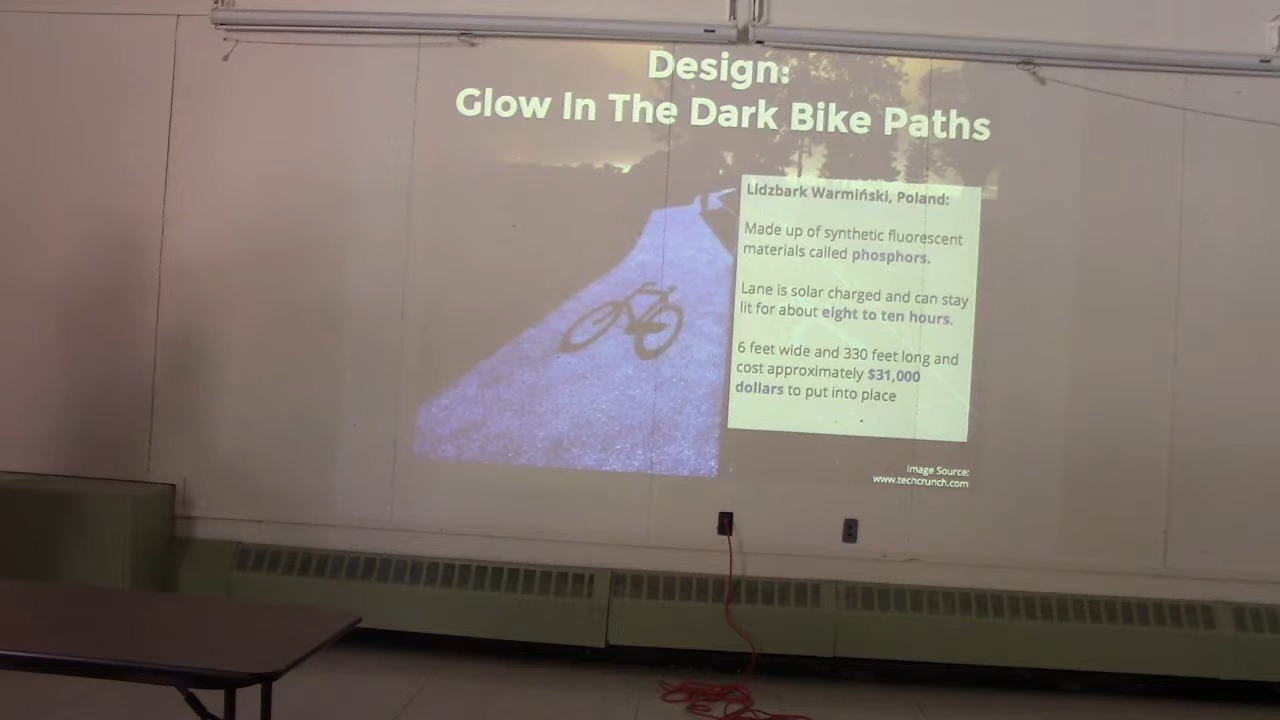 Design:
Glow In The Dark Bike Paths
Lidzbark Warmiński, Poland:
Made up of synthetic fluorescent
materials called phosphors.
Lane is solar charged and can stay
lit for about eight to ten hours.
6 feet wide and 330 feet long and
cost approximately $31,000
dollars to put into place
Image Source:
www.techcrunch.com